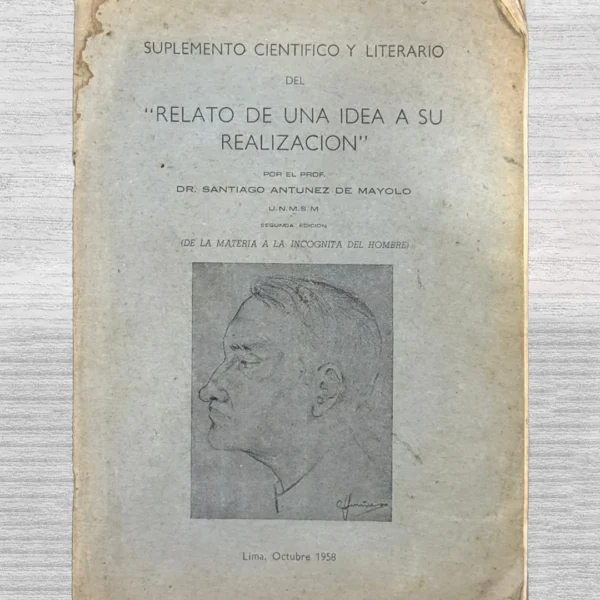 SUPLEMENTO CIENTIFICO Y LITERARIO
DEL
"RELATO DE UNA IDEA A SU
REALIZACION"
POR EL PROF.
DR. SANTIAGO ANTUNEZ DE MAYOLO
U.N.M.S.M
SEGUNDA EDICION
(DE LA MATERIA A LA INCOGNITA DEL HOMBRE)
Lima, Octubre 1958